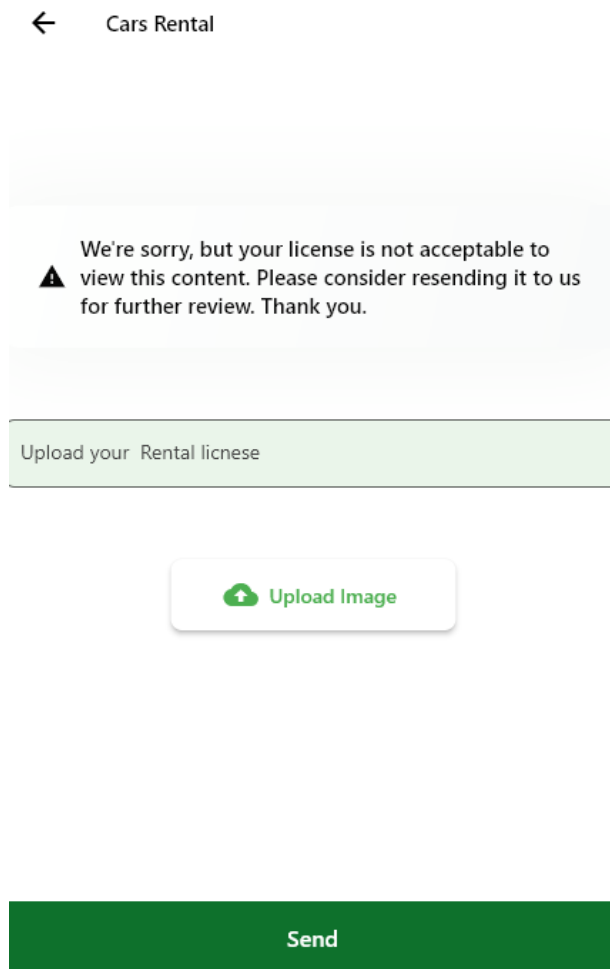 Cars Rental
We're sorry, but your license is not acceptable to
view this content. Please consider resending it to us
for further review. Thank you.
Upload your  Rental licnese
Upload Image
Send